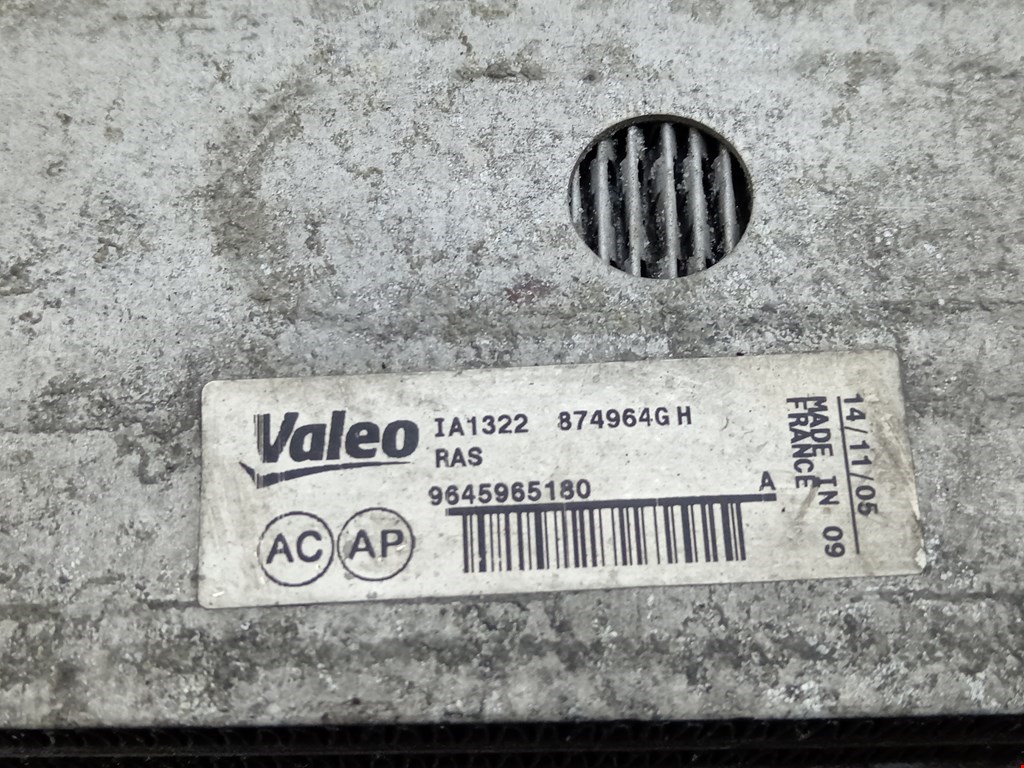 Valeo IA1322 874964G H
RAS
9645965180 A
AC AP
14/11/05
MADE IN 09
FRANCE